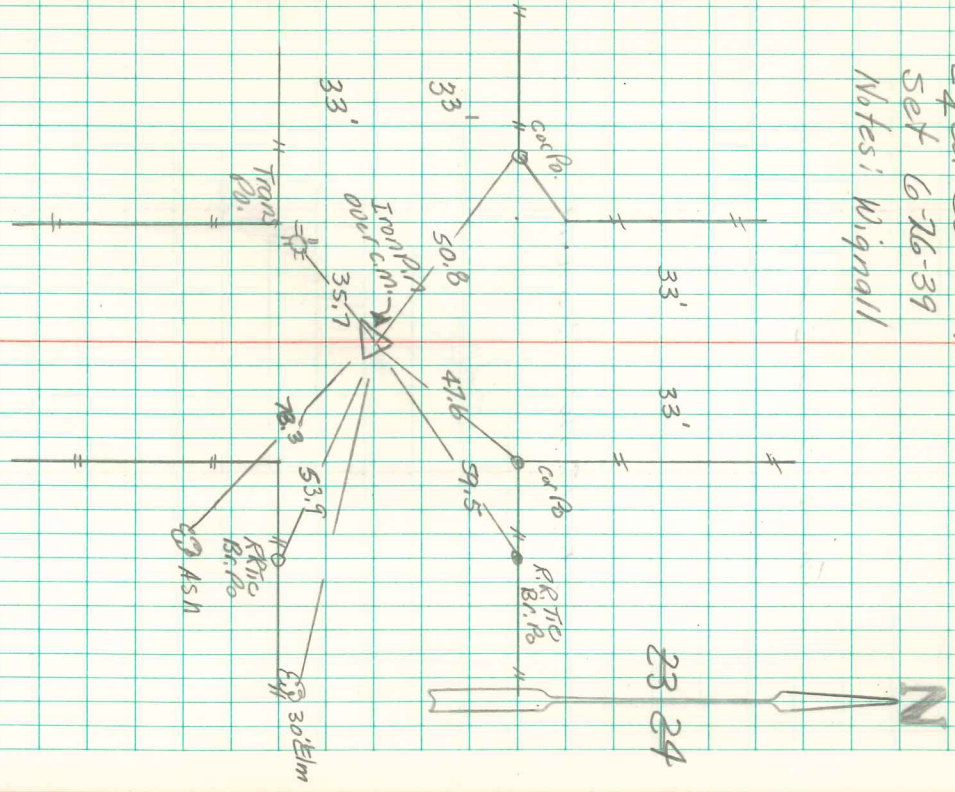 Set 6-26-39
Notes: Wignall
N
23 24
33'
33'
33'
33'
Cor Po.
50.8
Iron P.
over C.M.
Trans
Po.
35.7
47.6
Cor Po
59.5
R.R. Tie
Br. Po
53.9
RR Tie
Br. Po
Ash
30" Elm